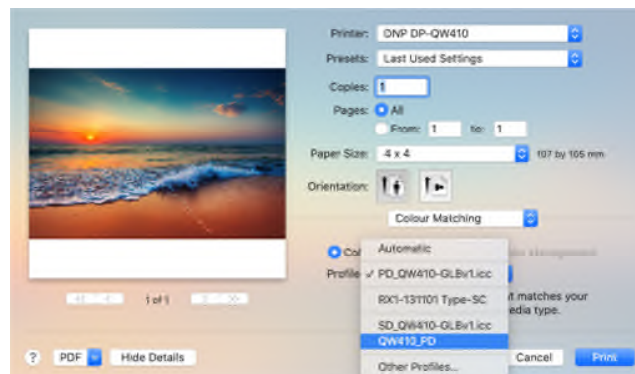 Printer: DNP DP-QW410
Presets: Last Used Settings
Copies: 1
Pages: All
From: 1 to: 1
Paper Size: 4 x 4 107 by 105 mm
Orientation:
Colour Matching
Col
Automatic
Profile ✓ PD_QW410-GLBv1.icc
RX1-131101 Type-SC
t matches your
edia type.
SD_QW410-GLBv1.icc
QW410_PD
Other Profiles...
1 of 1
? PDF Hide Details Cancel Print